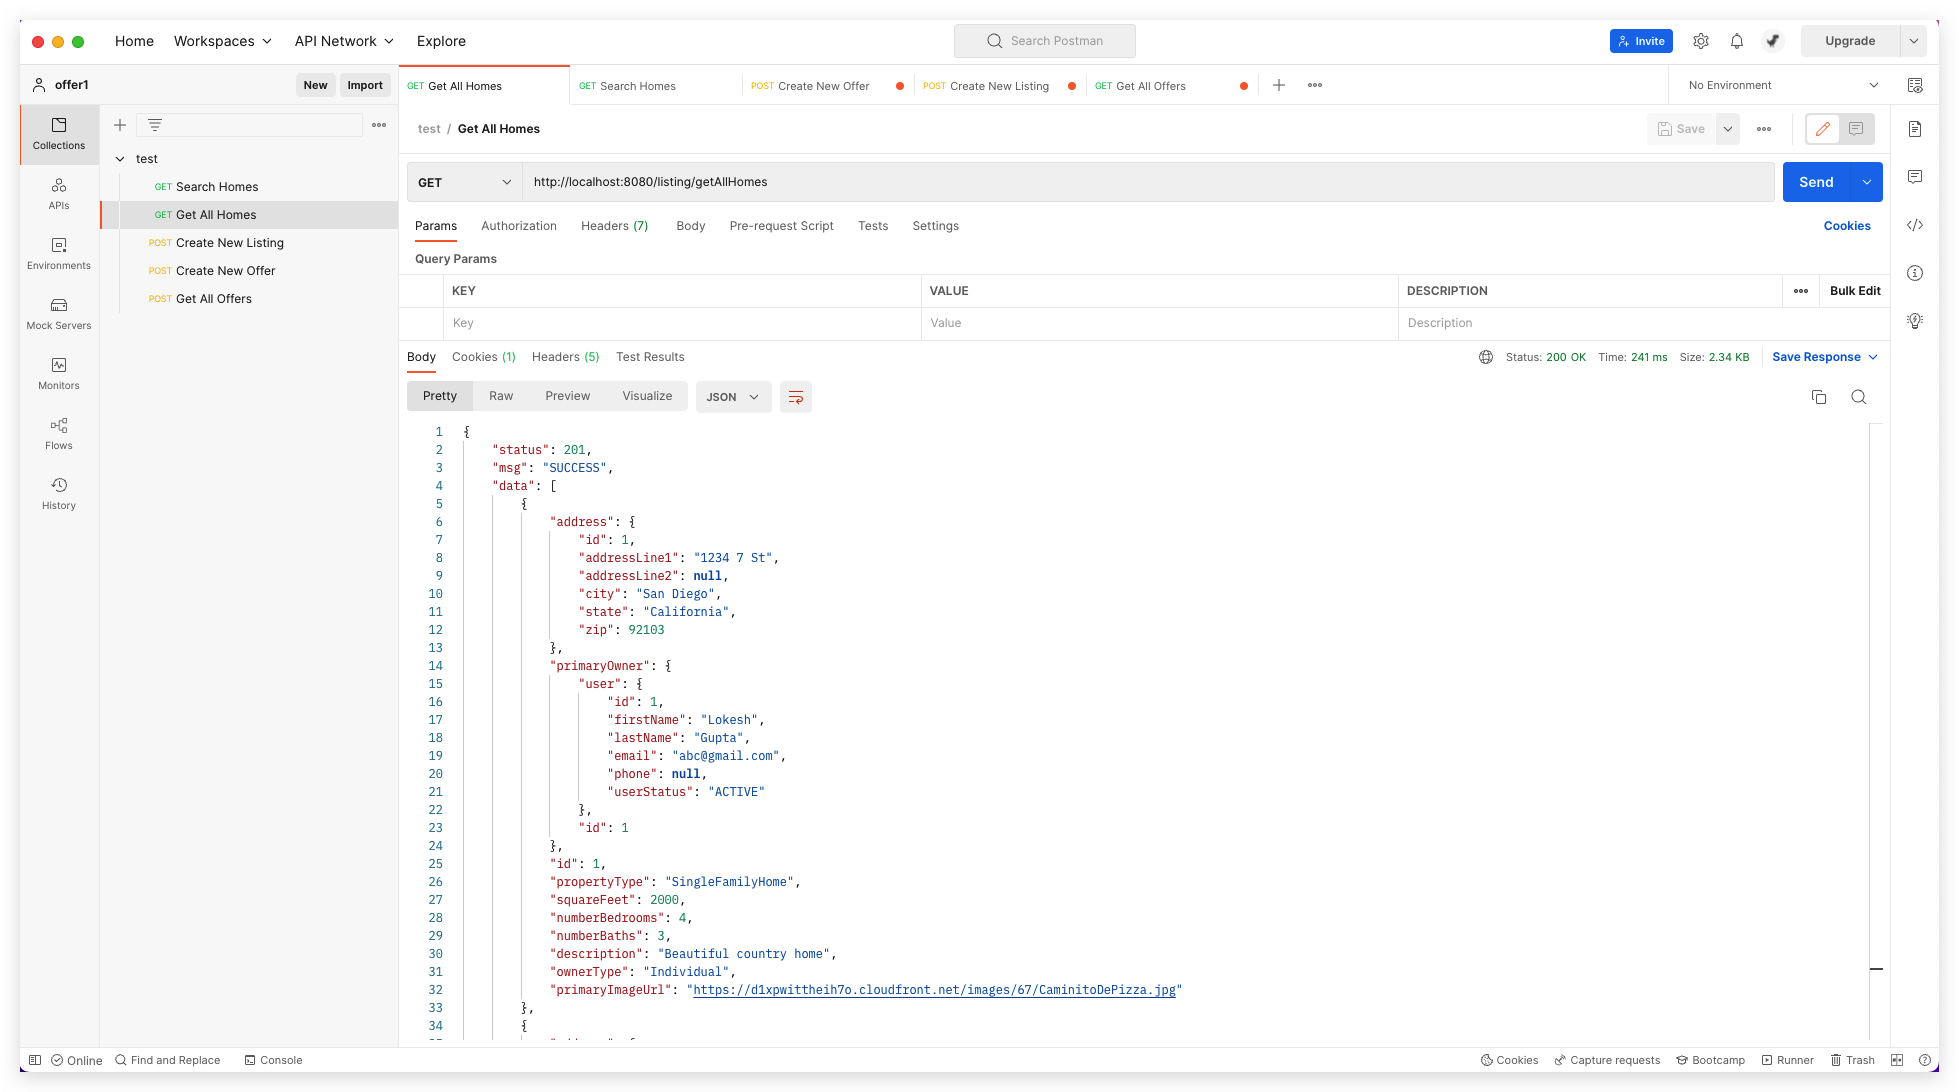 Home Workspaces API Network Explore Search Postman Invite Upgrade
offer1 New Import GET Get All Homes GET Search Homes POST Create New Offer POST Create New Listing GET Get All Offers No Environment
Collections
APIs
Environments
Mock Servers
Monitors
Flows
History
test
GET Search Homes
GET Get All Homes
POST Create New Listing
POST Create New Offer
POST Get All Offers
test / Get All Homes Save
GET http://localhost:8080/listing/getAllHomes Send
Params Authorization Headers (7) Body Pre-request Script Tests Settings Cookies
Query Params
KEY VALUE DESCRIPTION Bulk Edit
Key Value Description
Body Cookies (1) Headers (5) Test Results Status: 200 OK Time: 241 ms Size: 2.34 KB Save Response
Pretty Raw Preview Visualize JSON
1 {
2 "status": 201,
3 "msg": "SUCCESS",
4 "data": [
5 {
6 "address": {
7 "id": 1,
8 "addressLine1": "1234 7 St",
9 "addressLine2": null,
10 "city": "San Diego",
11 "state": "California",
12 "zip": 92103
13 },
14 "primaryOwner": {
15 "user": {
16 "id": 1,
17 "firstName": "Lokesh",
18 "lastName": "Gupta",
19 "email": "abc@gmail.com",
20 "phone": null,
21 "userStatus": "ACTIVE"
22 },
23 "id": 1
24 },
25 "id": 1,
26 "propertyType": "SingleFamilyHome",
27 "squareFeet": 2000,
28 "numberBedrooms": 4,
29 "numberBaths": 3,
30 "description": "Beautiful country home",
31 "ownerType": "Individual",
32 "primaryImageUrl": "https://d1xpwittheih7o.cloudfront.net/images/67/CaminitoDePizza.jpg"
33 },
34 {
Online Find and Replace Console Cookies Capture requests Bootcamp Runner Trash